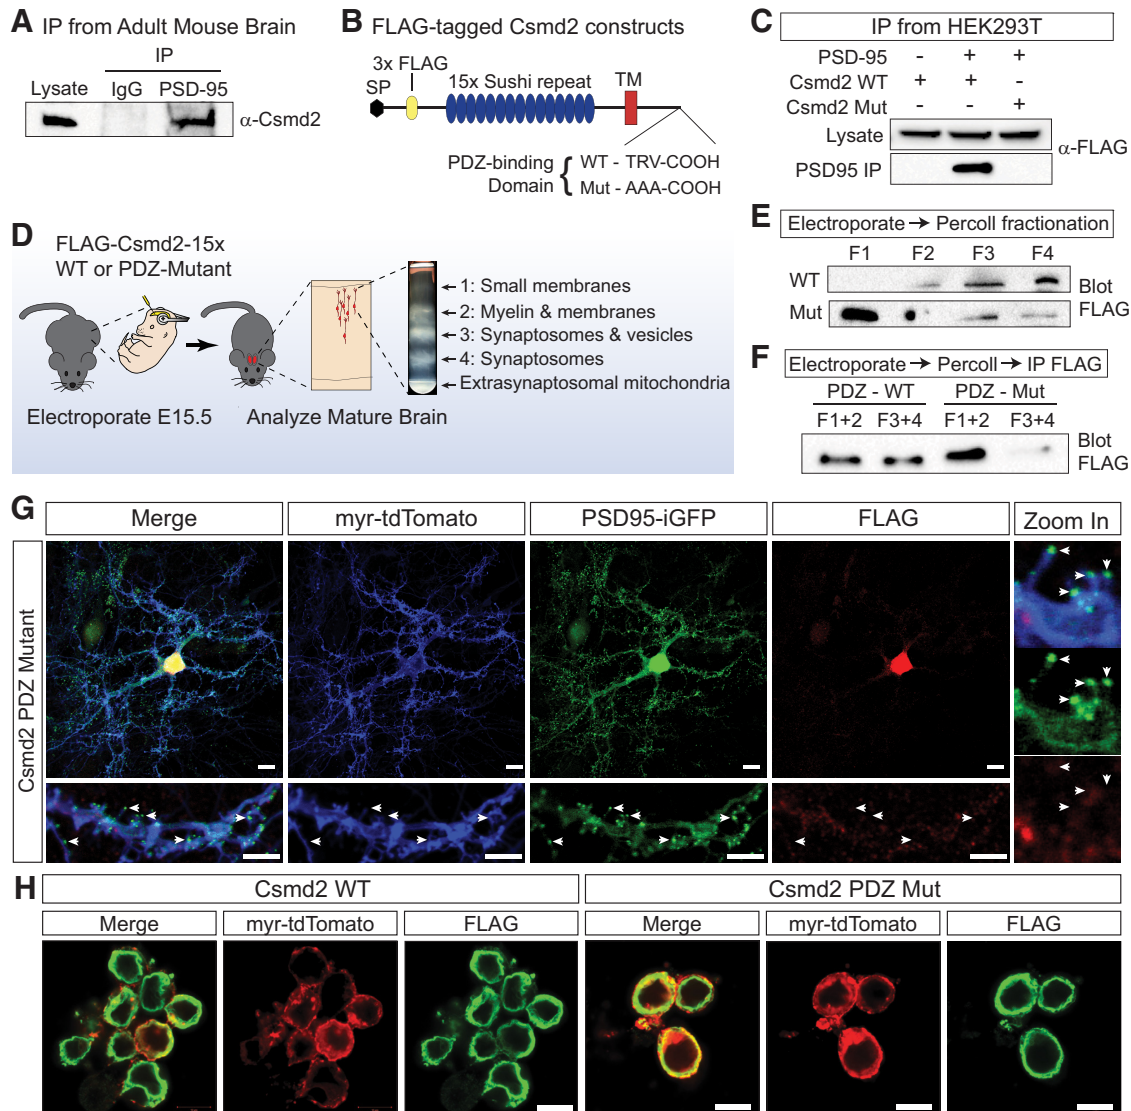 A IP from Adult Mouse Brain
IP
Lysate IgG PSD-95
α-Csmd2
B FLAG-tagged Csmd2 constructs
3x FLAG
SP
15x Sushi repeat
TM
PDZ-binding Domain { WT - TRV-COOH
Mut - AAA-COOH
C IP from HEK293T
PSD-95 - + +
Csmd2 WT + + -
Csmd2 Mut - - +
Lysate
PSD95 IP
α-FLAG
D
FLAG-Csmd2-15x
WT or PDZ-Mutant
1: Small membranes
2: Myelin & membranes
3: Synaptosomes & vesicles
4: Synaptosomes
Extrasynaptosomal mitochondria
Electroporate E15.5
Analyze Mature Brain
E Electroporate → Percoll fractionation
F1 F2 F3 F4
WT
Mut
Blot
FLAG
F Electroporate → Percoll → IP FLAG
PDZ - WT PDZ - Mut
F1+2 F3+4 F1+2 F3+4
Blot
FLAG
G Merge myr-tdTomato PSD95-iGFP FLAG Zoom In
Csmd2 PDZ Mutant
H Csmd2 WT Csmd2 PDZ Mut
Merge myr-tdTomato FLAG Merge myr-tdTomato FLAG